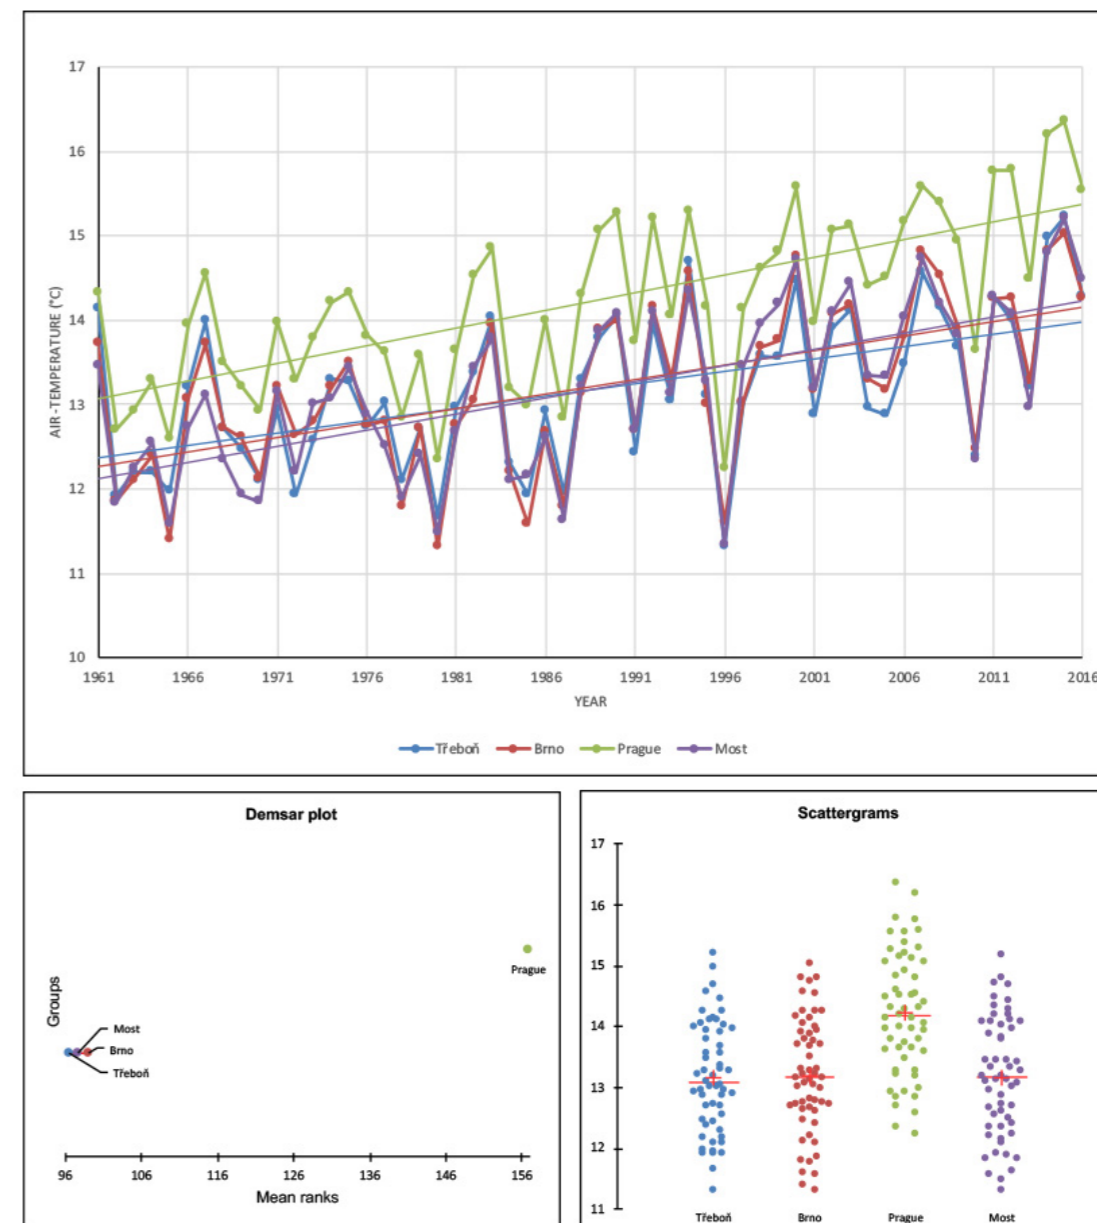 17
16
15
14
13
12
11
10
AIR -TEMPERATURE (°C)
1961 1966 1971 1976 1981 1986 1991 1996 2001 2006 2011 2016
YEAR
Třeboň Brno Prague Most
Demsar plot
Groups
Prague
Most
Brno
Třeboň
96 106 116 126 136 146 156
Mean ranks
Scattergrams
17
16
15
14
13
12
11
Třeboň Brno Prague Most